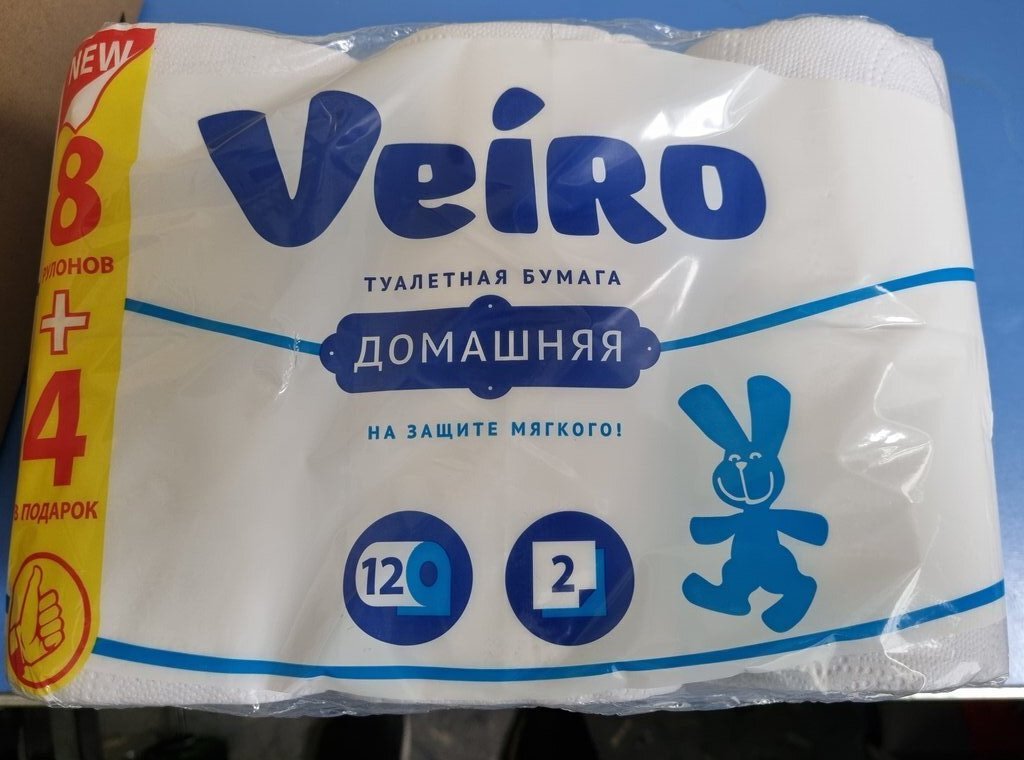 NEW
8
РУЛОНОВ
+
4
В ПОДАРОК
Veiro
ТУАЛЕТНАЯ БУМАГА
ДОМАШНЯЯ
НА ЗАЩИТЕ МЯГКОГО!
12
2